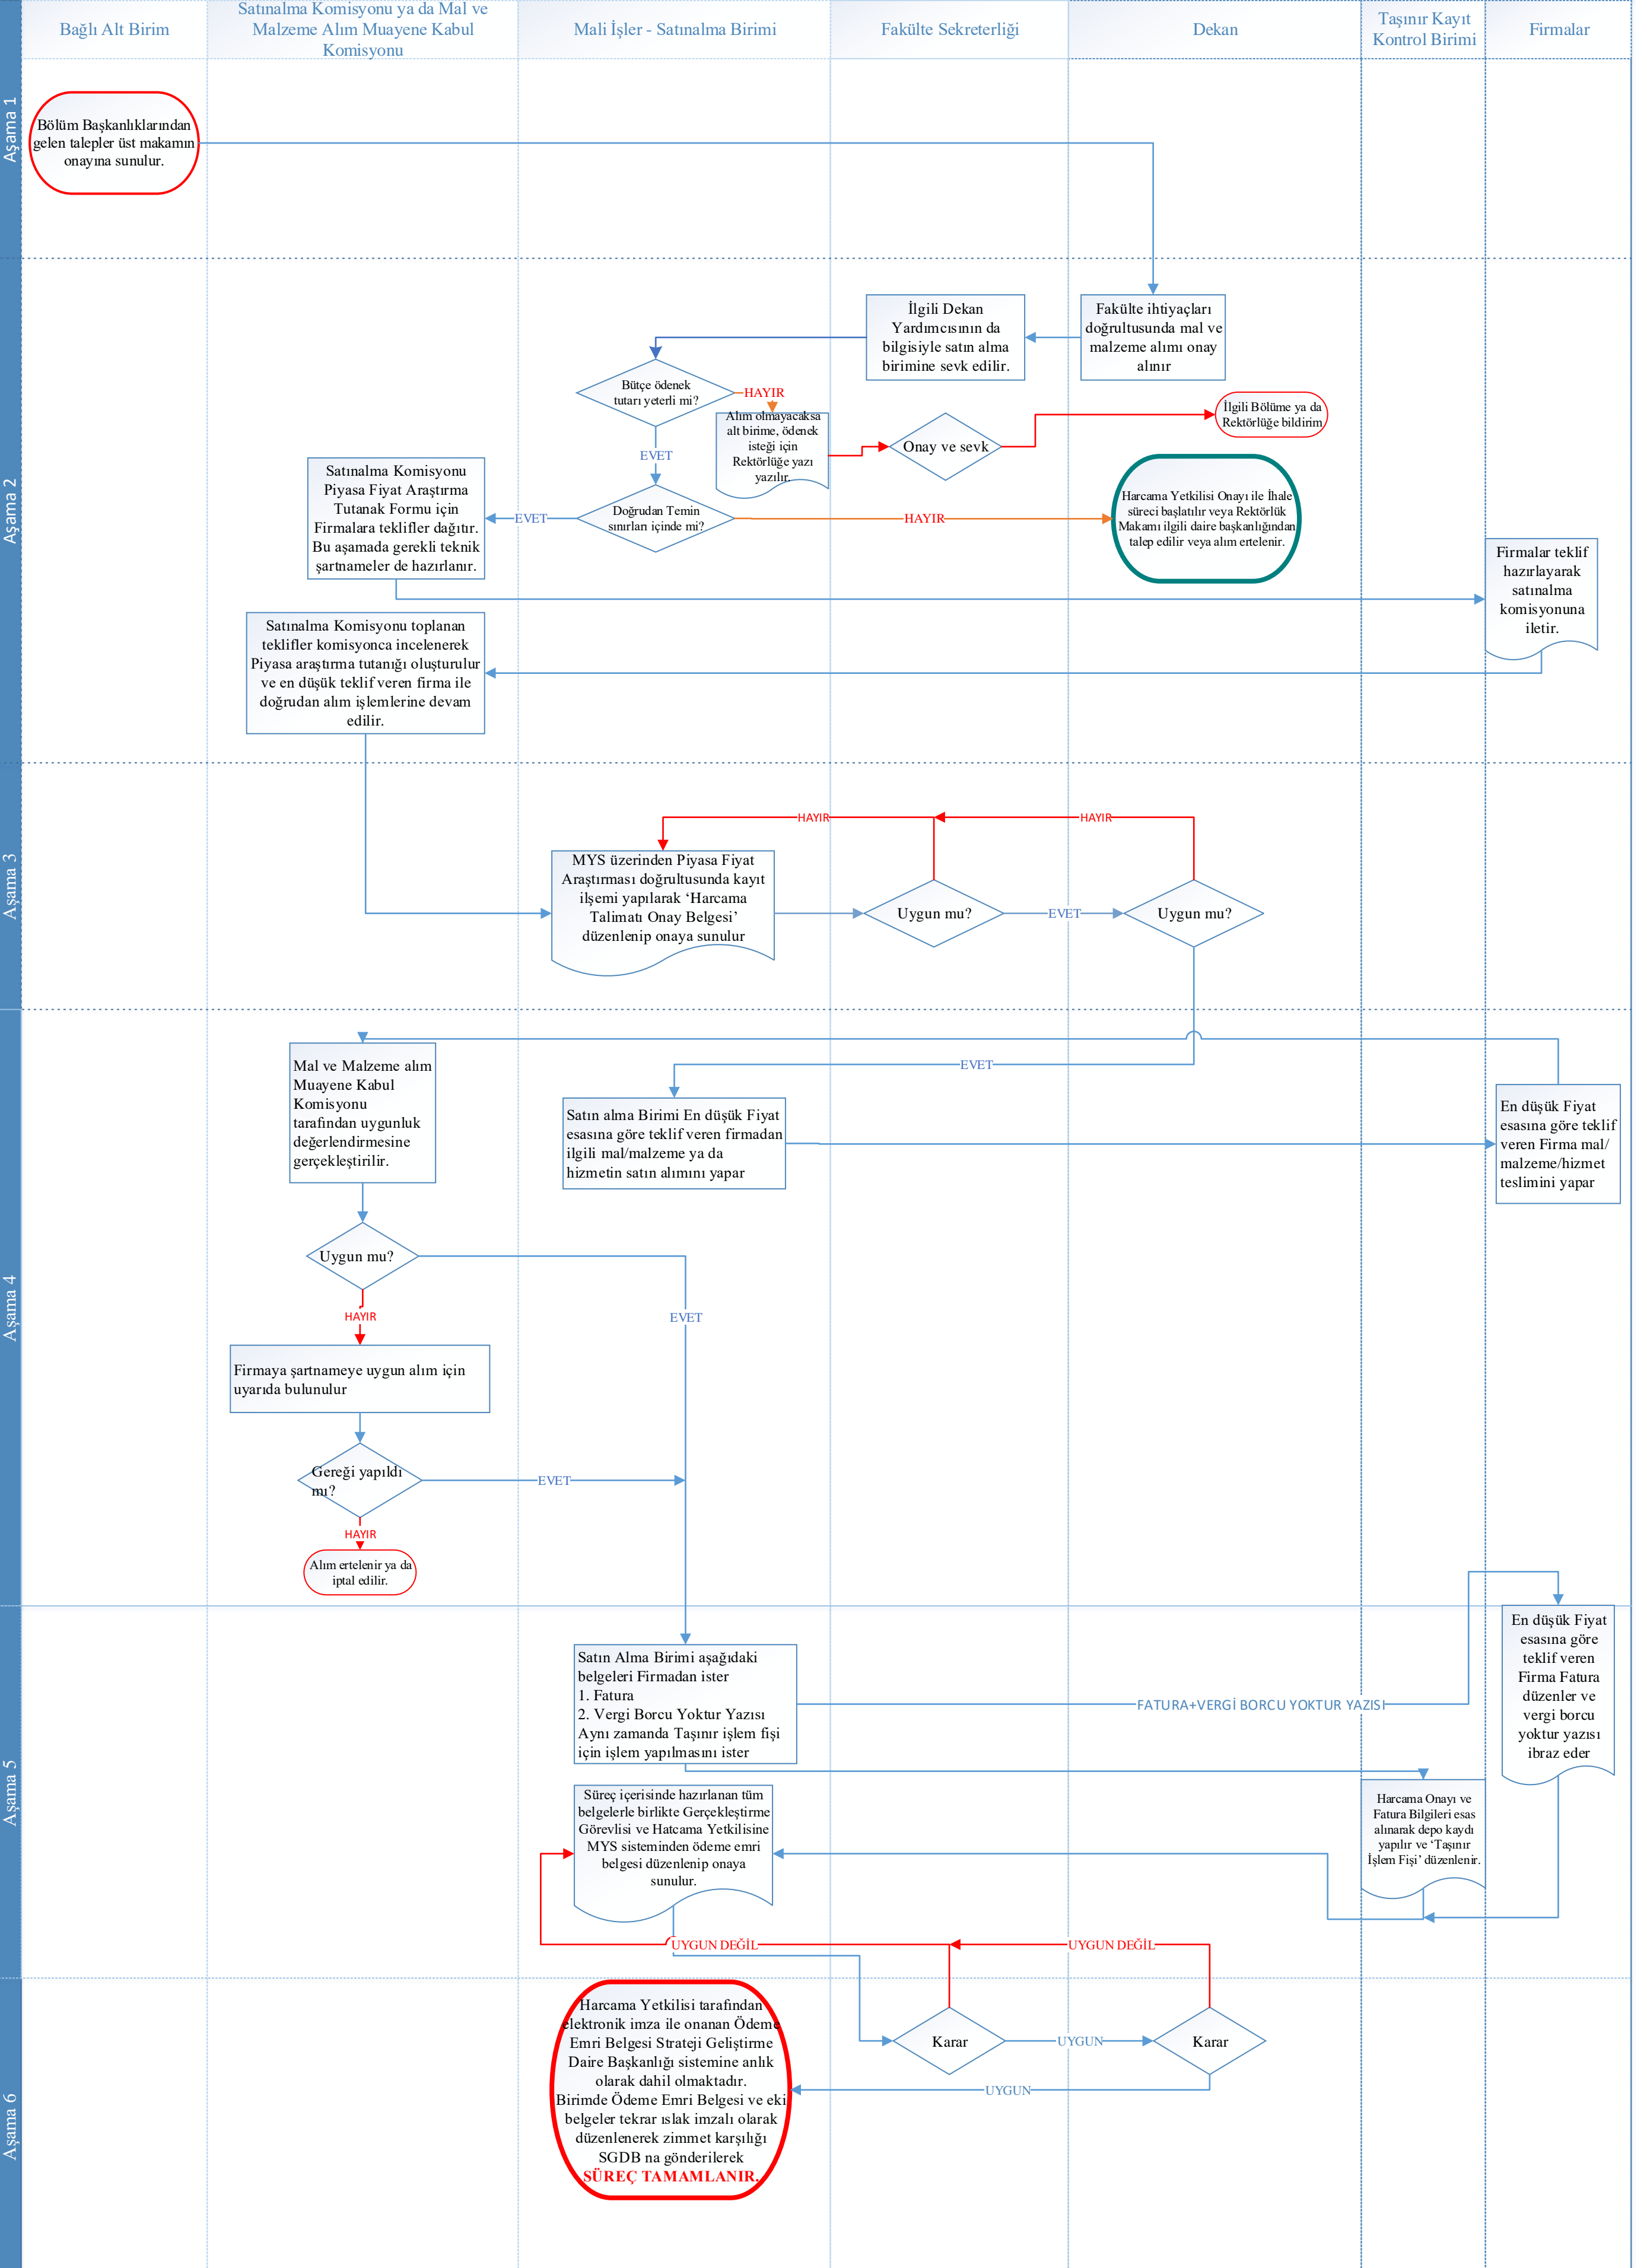 Bağlı Alt Birim
Satınalma Komisyonu ya da Mal ve
Malzeme Alım Muayene Kabul
Komisyonu
Mali İşler - Satınalma Birimi
Fakülte Sekreterliği
Dekan
Taşınır Kayıt
Kontrol Birimi
Firmalar
Aşama 1
Bölüm Başkanlıklarından
gelen talepler üst makamın
onayına sunulur.
Aşama 2
Fakülte ihtiyaçları
doğrultusunda mal ve
malzeme alımı onay
alınır
İlgili Dekan
Yardımcısının da
bilgisiyle satın alma
birimine sevk edilir.
Bütçe ödenek
tutarı yeterli mi?
HAYIR
Alım olmayacaksa
alt birime, ödenek
isteği için
Rektörlüğe yazı
yazılır.
Onay ve sevk
İlgili Bölüme ya da
Rektörlüğe bildirim
EVET
Doğrudan Temin
sınırları içinde mi?
HAYIR
Harcama Yetkilisi Onayı ile İhale
süreci başlatılır veya Rektörlük
Makamı ilgili daire başkanlığından
talep edilir veya alım ertelenir.
EVET
Satınalma Komisyonu
Piyasa Fiyat Araştırma
Tutanak Formu için
Firmalara teklifler dağıtır.
Bu aşamada gerekli teknik
şartnameler de hazırlanır.
Firmalar teklif
hazırlayarak
satınalma
komisyonuna
iletir.
Satınalma Komisyonu toplanan
teklifler komisyonca incelenerek
Piyasa araştırma tutanağı oluşturulur
ve en düşük teklif veren firma ile
doğrudan alım işlemlerine devam
edilir.
Aşama 3
HAYIR
HAYIR
MYS üzerinden Piyasa Fiyat
Araştırması doğrultusunda kayıt
ilşemi yapılarak ‘Harcama
Talimatı Onay Belgesi’
düzenlenip onaya sunulur
Uygun mu?
EVET
Uygun mu?
Aşama 4
EVET
Mal ve Malzeme alım
Muayene Kabul
Komisyonu
tarafından uygunluk
değerlendirmesine
gerçekleştirilir.
Satın alma Birimi En düşük Fiyat
esasına göre teklif veren firmadan
ilgili mal/malzeme ya da
hizmetin satın alımını yapar
En düşük Fiyat
esasına göre teklif
veren Firma mal/
malzeme/hizmet
teslimini yapar
Uygun mu?
HAYIR
EVET
Firmaya şartnameye uygun alım için
uyarıda bulunulur
Gereği yapıldı
mı?
EVET
HAYIR
Alım ertelenir ya da
iptal edilir.
Aşama 5
Satın Alma Birimi aşağıdaki
belgeleri Firmadan ister
1. Fatura
2. Vergi Borcu Yoktur Yazısı
Aynı zamanda Taşınır işlem fişi
için işlem yapılmasını ister
FATURA+VERGİ BORCU YOKTUR YAZISI
En düşük Fiyat
esasına göre
teklif veren
Firma Fatura
düzenler ve
vergi borcu
yoktur yazısı
ibraz eder
Süreç içerisinde hazırlanan tüm
belgelerle birlikte Gerçekleştirme
Görevlisi ve Hatcama Yetkilisine
MYS sisteminden ödeme emri
belgesi düzenlenip onaya
sunulur.
Harcama Onayı ve
Fatura Bilgileri esas
alınarak depo kaydı
yapılır ve ‘Taşınır
İşlem Fişi’ düzenlenir.
UYGUN DEĞİL
UYGUN DEĞİL
Aşama 6
Karar
UYGUN
Karar
UYGUN
Harcama Yetkilisi tarafından
elektronik imza ile onanan Ödeme
Emri Belgesi Strateji Geliştirme
Daire Başkanlığı sistemine anlık
olarak dahil olmaktadır.
Birimde Ödeme Emri Belgesi ve eki
belgeler tekrar ıslak imzalı olarak
düzenlenerek zimmet karşılığı
SGDB na gönderilerek
SÜREÇ TAMAMLANIR.